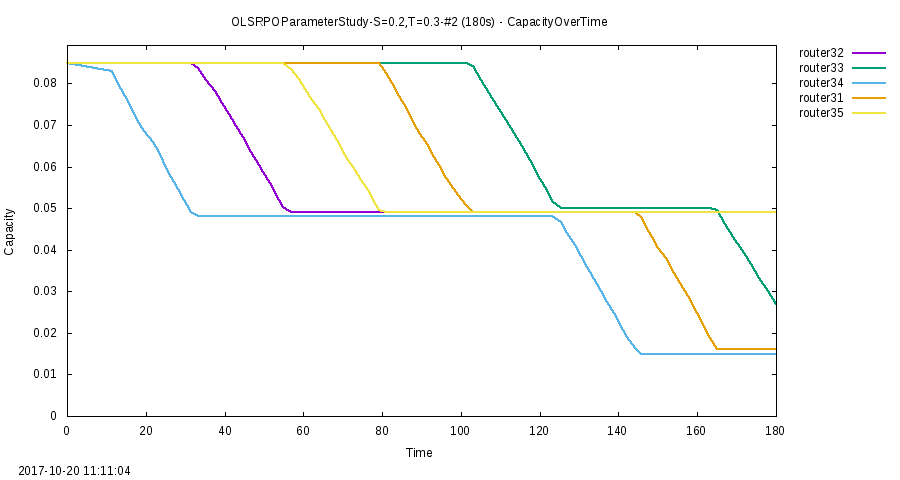 OLSRPOParameterStudy-S=0.2,T=0.3-#2 (180s) - CapacityOverTime
router32
router33
router34
router31
router35
0.08
0.07
0.06
0.05
0.04
0.03
0.02
0.01
0
Capacity
0 20 40 60 80 100 120 140 160 180
Time
2017-10-20 11:11:04